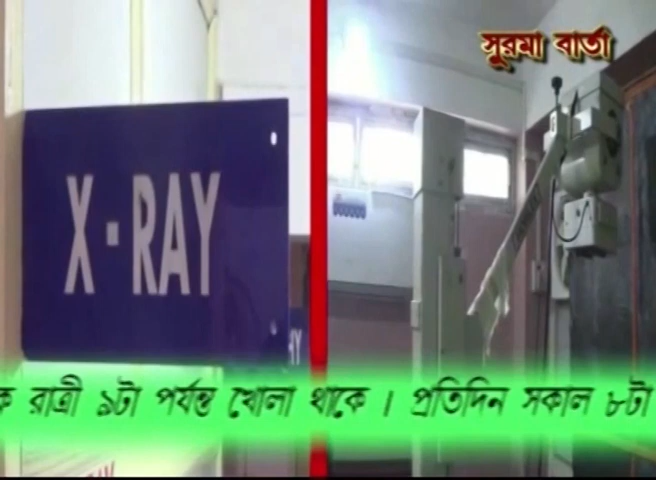 সুরমা বার্তা
X-RAY
ক রাত্রী ৯টা পর্যন্ত খোলা থাকে । প্রতিদিন সকাল ৮টা